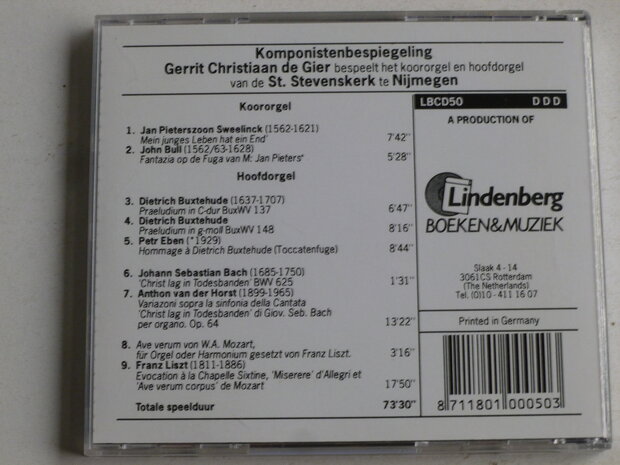 Komponistenbespiegeling
Gerrit Christiaan de Gier bespeelt het koororgel en hoofdorgel
van de St. Stevenskerk te Nijmegen
Koororgel
1. Jan Pieterszoon Sweelinck (1562-1621)
Mein junges Leben hat ein End' 7'42"
2. John Bull (1562/63-1628)
Fantazia op de Fuga van M: Jan Pieters" 5'28"
Hoofdorgel
3. Dietrich Buxtehude (1637-1707)
Praeludium in C-dur BuxWV 137 6'47"
4. Dietrich Buxtehude
Praeludium in g-moll BuxWV 148 8'16"
5. Petr Eben (*1929)
Hommage à Dietrich Buxtehude (Toccatenfuge) 8'44"
6. Johann Sebastian Bach (1685-1750)
'Christ lag in Todesbanden' BWV 625 1'31"
7. Anthon van der Horst (1899-1965)
Variazoni sopra la sinfonia della Cantata
'Christ lag in Todesbanden' di Giov. Seb. Bach
per organo. Op. 64 13'22"
8. Ave verum von W.A. Mozart,
für Orgel oder Harmonium gesetzt von Franz Liszt. 3'16"
9. Franz Liszt (1811-1886)
Evocation à la Chapelle Sixtine, 'Miserere' d'Allegri et
'Ave verum corpus' de Mozart 17'50"
Totale speelduur 73'30"
LBCD50 D D D
A PRODUCTION OF
Lindenberg
BOEKEN&MUZIEK
Slaak 4 - 14
3061CS Rotterdam
(The Netherlands)
Tel. (0)10 - 411 16 07
Printed in Germany
8 711801 000503